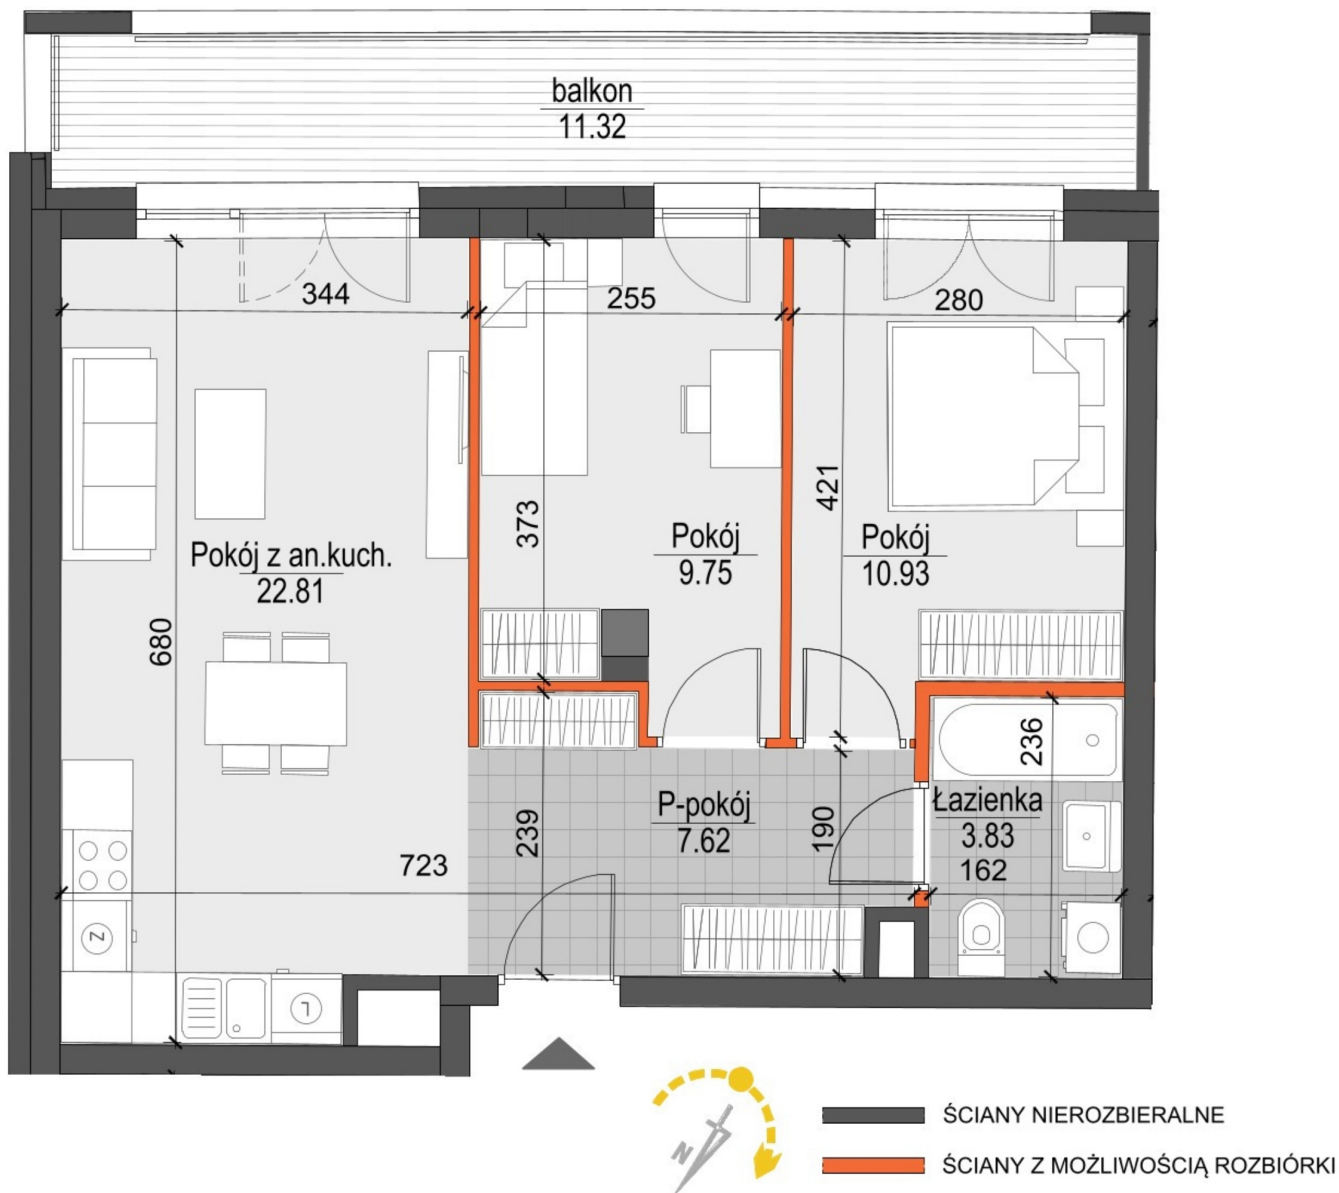 balkon
11.32
344
255
280
421
373
Pokój
9.75
Pokój
10.93
Pokój z an.kuch.
22.81
680
236
P-pokój
7.62
Łazienka
3.83
162
239
190
723
Z
L
N
ŚCIANY NIEROZBIERALNE
ŚCIANY Z MOŻLIWOŚCIĄ ROZBIÓRKI